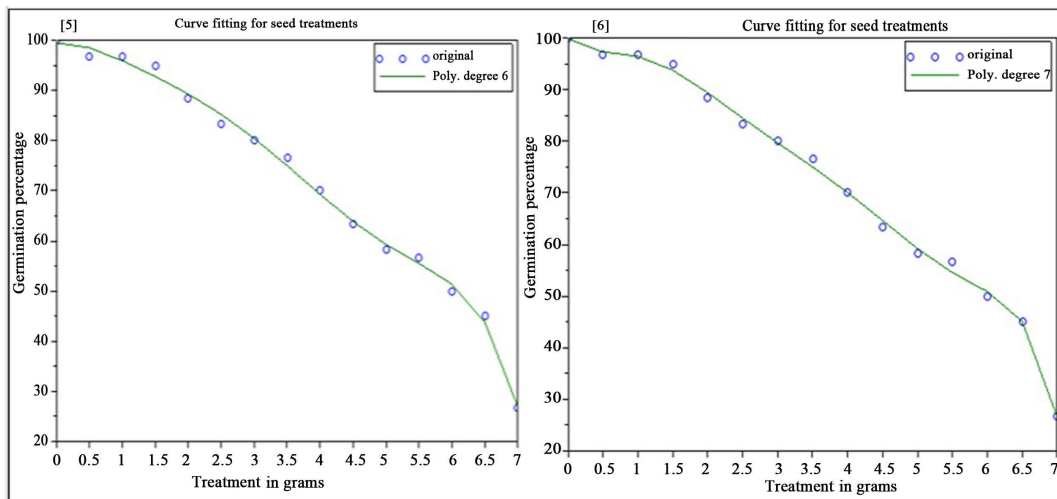 [5] Curve fitting for seed treatments
original
Poly. degree 6
Germination percentage
100
90
80
70
60
50
40
30
20
0 0.5 1 1.5 2 2.5 3 3.5 4 4.5 5 5.5 6 6.5 7
Treatment in grams
[6] Curve fitting for seed treatments
original
Poly. degree 7
Germination percentage
100
90
80
70
60
50
40
30
20
0 0.5 1 1.5 2 2.5 3 3.5 4 4.5 5 5.5 6 6.5 7
Treatment in grams